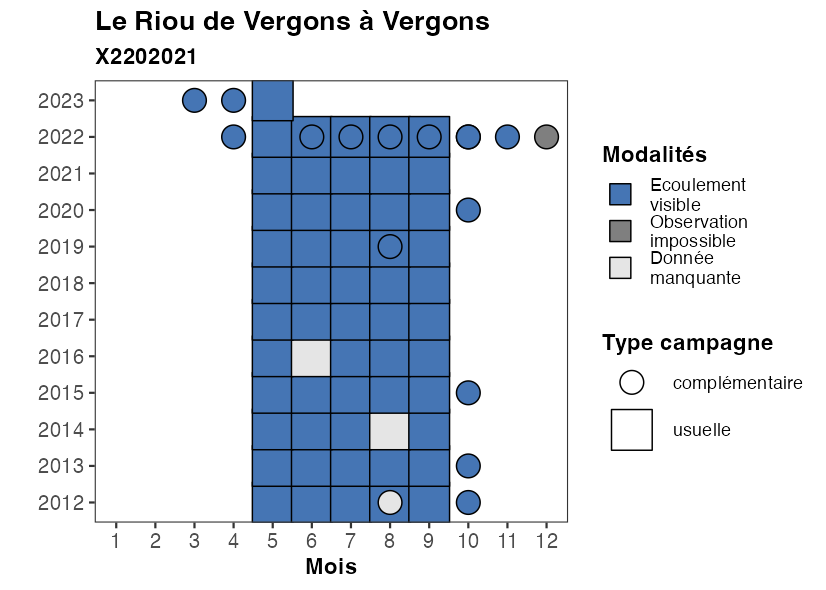 Le Riou de Vergons à Vergons
X2202021
2023
2022
2021
2020
2019
2018
2017
2016
2015
2014
2013
2012
1 2 3 4 5 6 7 8 9 10 11 12
Mois
Modalités
Ecoulement
visible
Observation
impossible
Donnée
manquante
Type campagne
complémentaire
usuelle